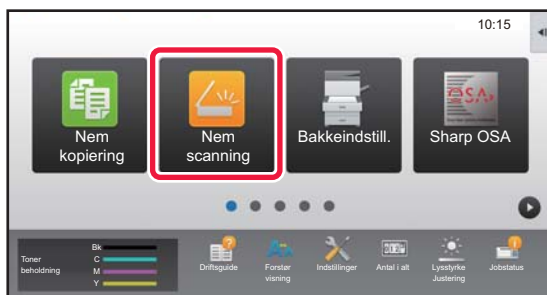 10:15
Nem
kopiering
Nem
scanning
Bakkeindstill.
OSA
Sharp OSA
Toner
beholdning
Bk
C
M
Y
Driftsguide
Forstør
visning
Indstillinger
Antal i alt
Lysstyrke
Justering
Jobstatus